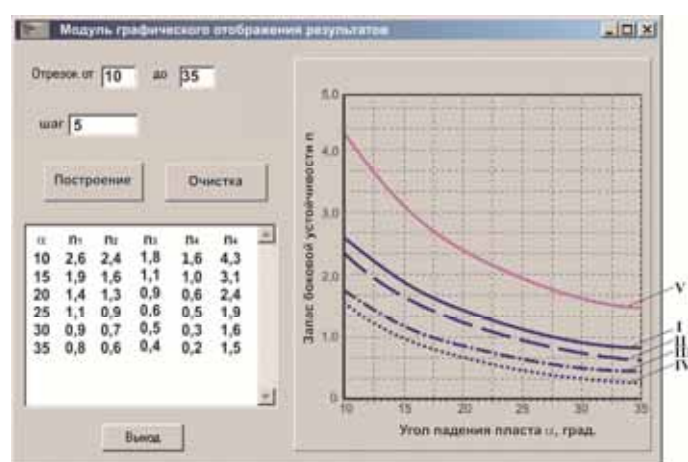 Модуль графического отображения результатов
Отрезок от 10 до 35
шаг 5
Построение Очистка
α n₁ n₂ n₃ n₄ n₄
10 2,6 2,4 1,8 1,6 4,3
15 1,9 1,6 1,1 1,0 3,1
20 1,4 1,3 0,9 0,6 2,4
25 1,1 0,9 0,6 0,5 1,9
30 0,9 0,7 0,5 0,3 1,6
35 0,8 0,6 0,4 0,2 1,5
Выход
Запас боковой устойчивости n
5,0
3,0
2,0
1,0
0
10 15 20 25 30 35
Угол падения пласта α, град.
V
I
II
III
IV